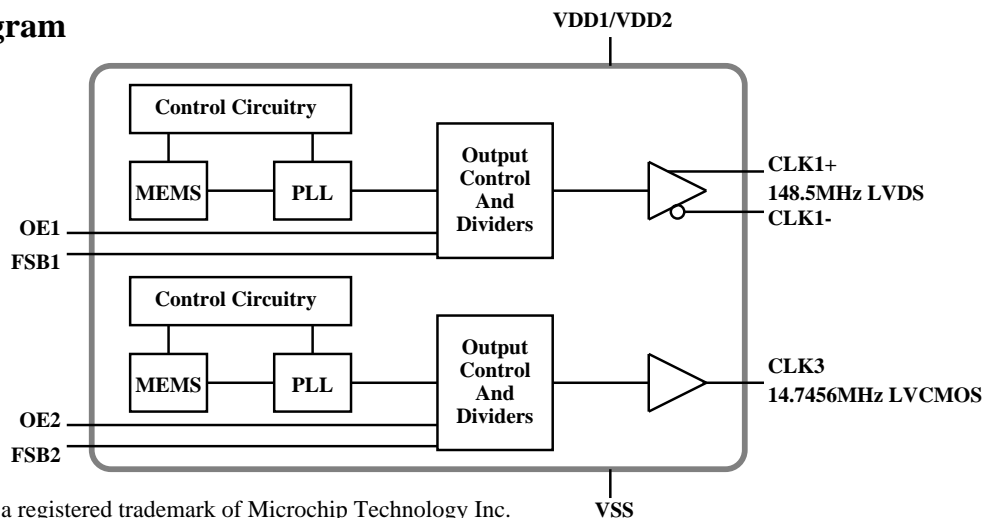 gram
VDD1/VDD2
Control Circuitry
MEMS
PLL
Output
Control
And
Dividers
CLK1+
148.5MHz LVDS
CLK1-
OE1
FSB1
Control Circuitry
MEMS
PLL
Output
Control
And
Dividers
CLK3
14.7456MHz LVCMOS
OE2
FSB2
a registered trademark of Microchip Technology Inc.
VSS